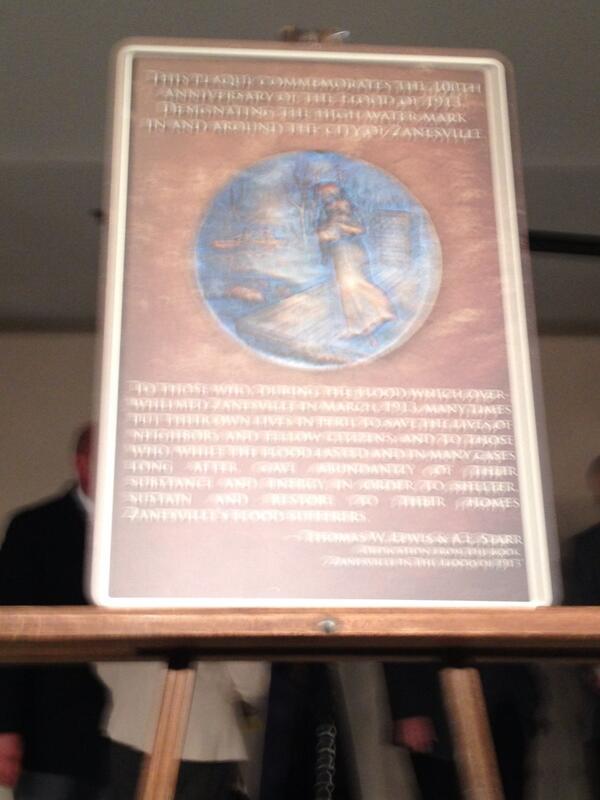 THIS PLAQUE COMMEMORATES THE 100TH
ANNIVERSARY OF THE FLOOD OF 1913
DESIGNATING THE HIGH WATER MARK
IN AND AROUND THE CITY OF ZANESVILLE
TO THOSE WHO, DURING THE FLOOD WHICH OVER-
WHELMED ZANESVILLE IN MARCH, 1913, MANY TIMES
PUT THEIR OWN LIVES IN PERIL TO SAVE THE LIVES OF
NEIGHBORS AND FELLOW CITIZENS; AND TO THOSE
WHO, WHILE THE FLOOD LASTED AND IN MANY CASES
LONG AFTER GAVE ABUNDANTLY OF THEIR
SUBSTANCE AND ENERGY IN ORDER TO SHELTER,
SUSTAIN AND RESTORE TO THEIR HOMES
ZANESVILLE'S FLOOD SUFFERERS.
THOMAS W. LEWIS & A.E. STARR
DEDICATION FROM THE BOOK
"ZANESVILLE IN THE FLOOD OF 1913"